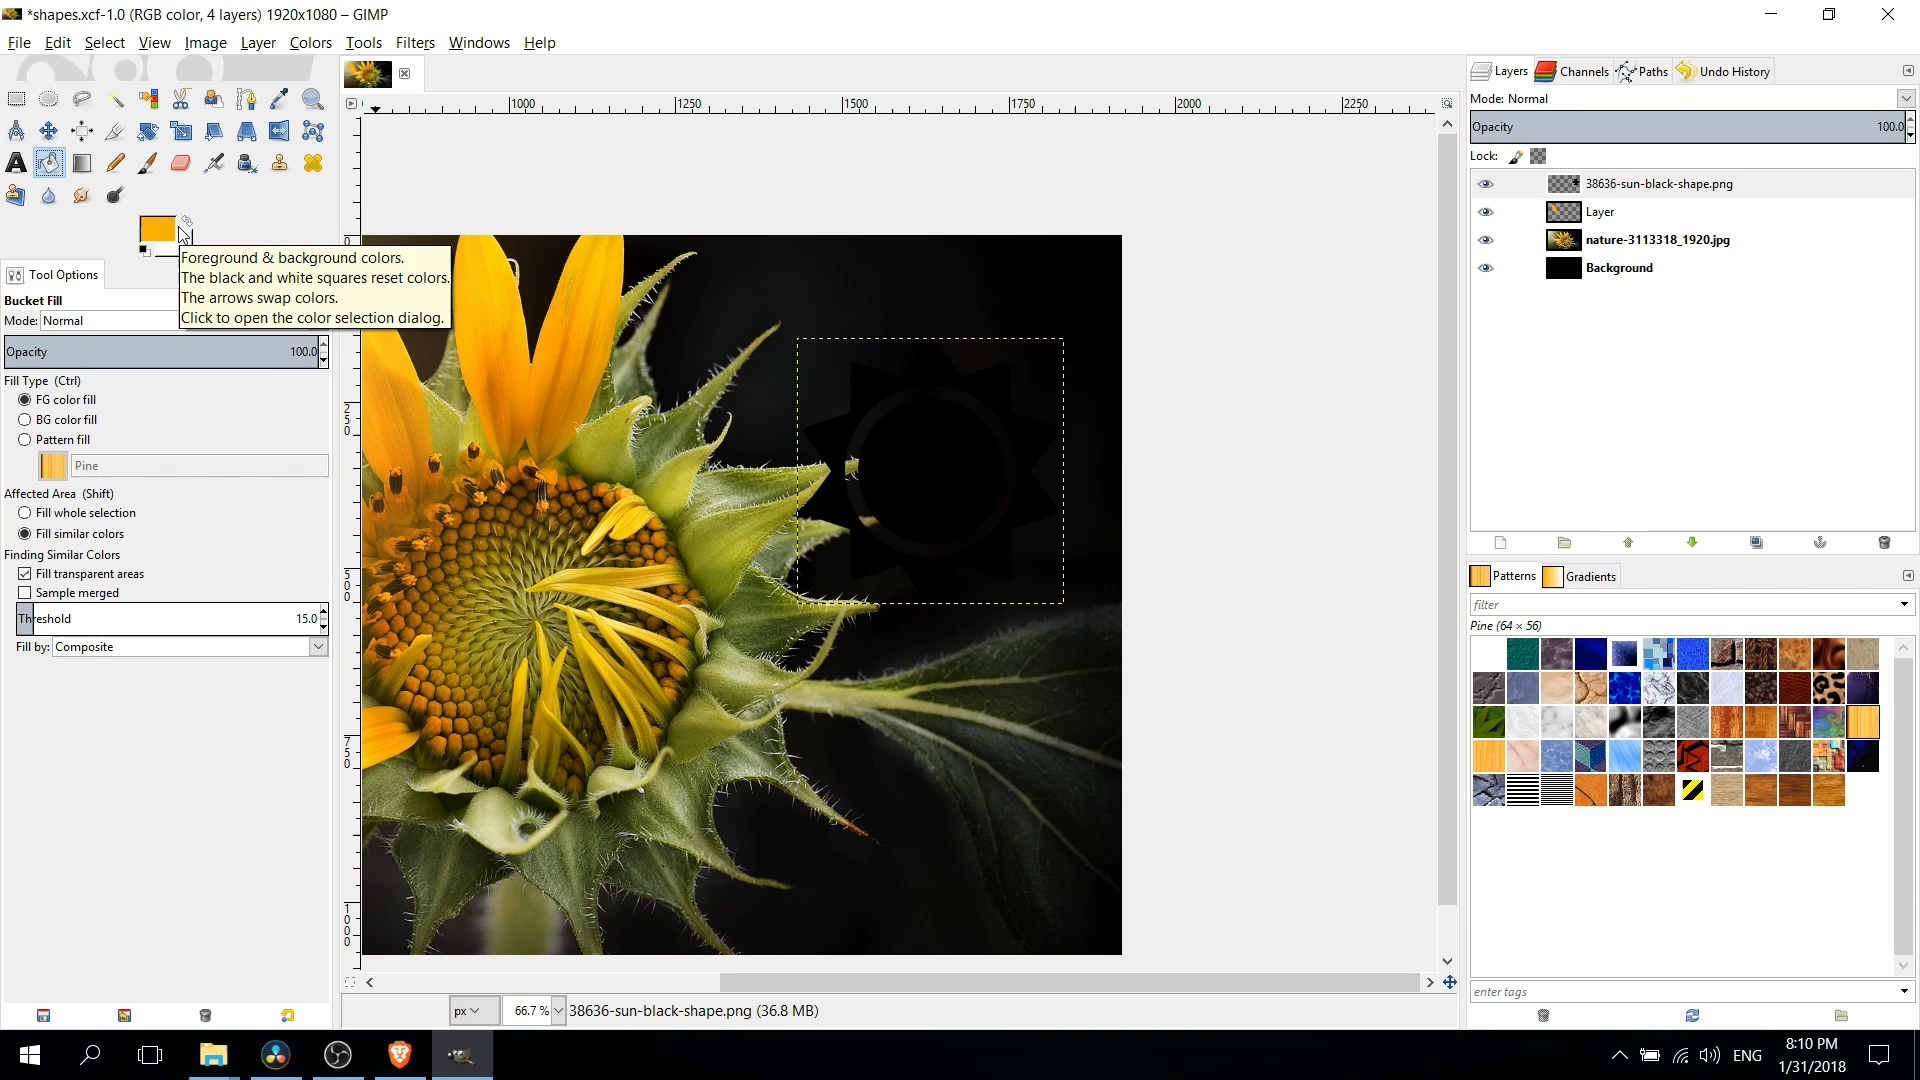 *shapes.xcf-1.0 (RGB color, 4 layers) 1920x1080 – GIMP
File Edit Select View Image Layer Colors Tools Filters Windows Help
Layers Channels Paths Undo History
Mode: Normal
1000 1250 1500 1750 2000 2250
Opacity 100.0
Lock:
38636-sun-black-shape.png
Layer
nature-3113318_1920.jpg
Background
Foreground & background colors.
The black and white squares reset colors.
The arrows swap colors.
Click to open the color selection dialog.
Tool Options
Bucket Fill
Mode: Normal
Opacity 100.0
Fill Type (Ctrl)
FG color fill
BG color fill
Pattern fill
Pine
Affected Area (Shift)
Fill whole selection
Fill similar colors
Finding Similar Colors
Fill transparent areas
Sample merged
Threshold 15.0
Fill by: Composite
0
250
500
750
1000
Patterns Gradients
filter
Pine (64 × 56)
enter tags
px 66.7 % 38636-sun-black-shape.png (36.8 MB)
ENG
8:10 PM
1/31/2018